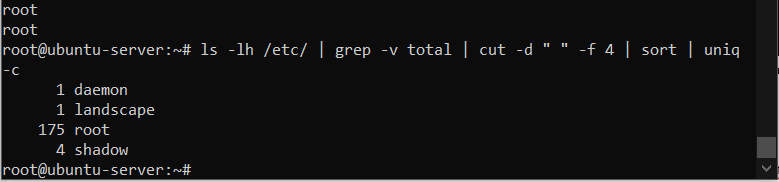 root
root
root@ubuntu-server:~# ls -lh /etc/ | grep -v total | cut -d " " -f 4 | sort | uniq
-c
1 daemon
1 landscape
175 root
4 shadow
root@ubuntu-server:~#